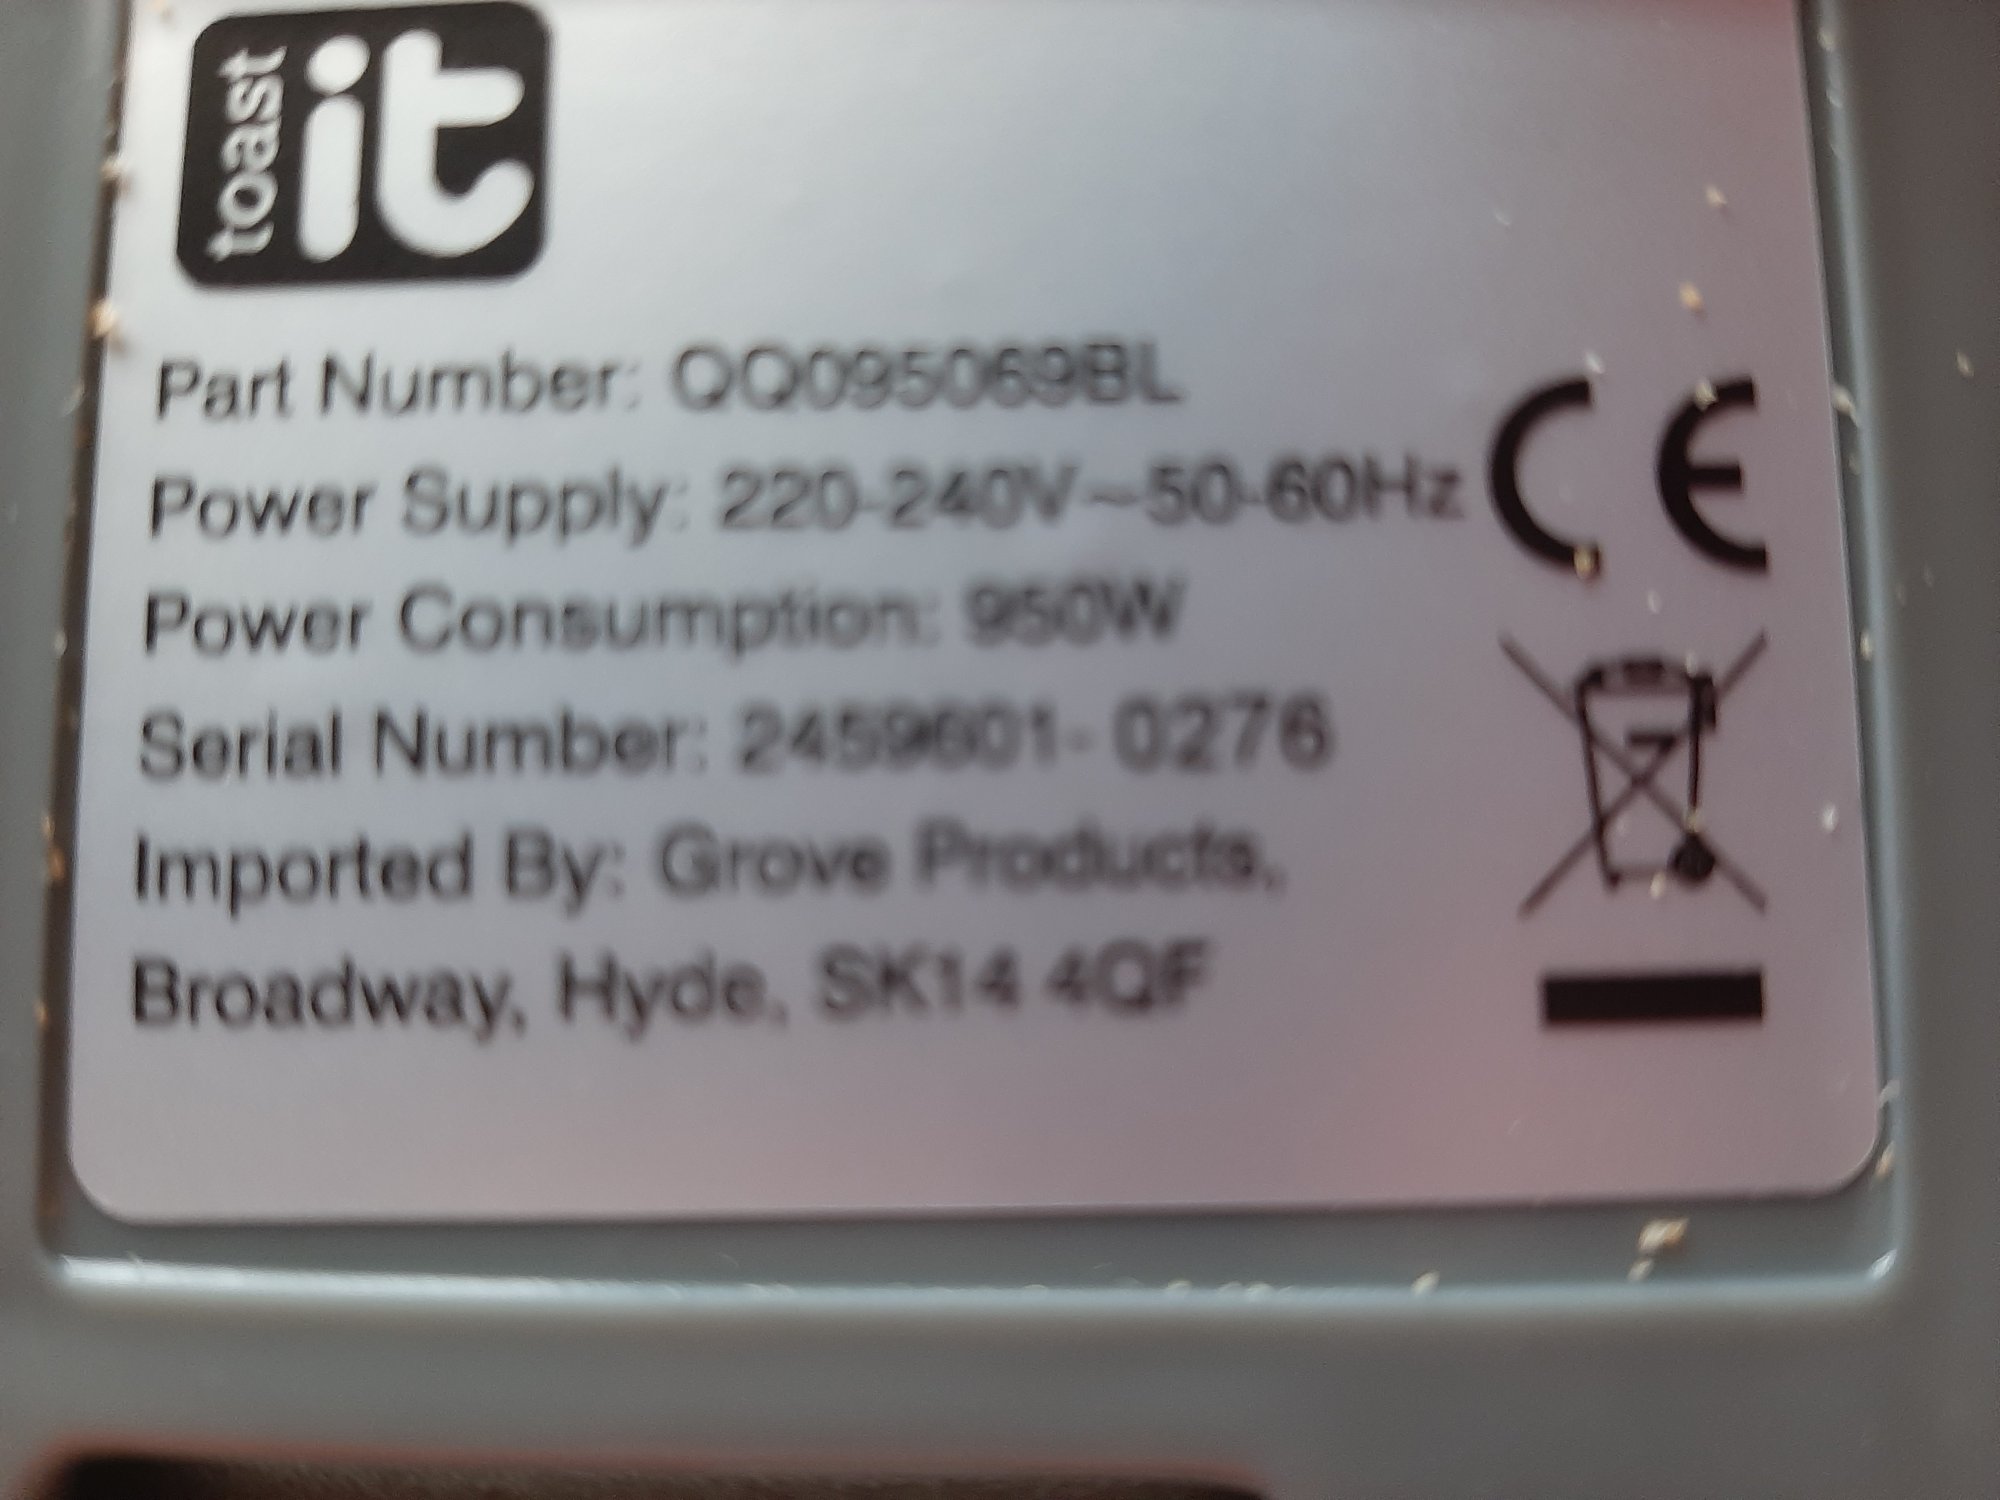 toast it
Part Number: QQ095069BL
Power Supply: 220-240V~50-60Hz
Power Consumption: 950W
Serial Number: 2459601- 0276
Imported By: Grove Products,
Broadway, Hyde, SK14 4QF
CE